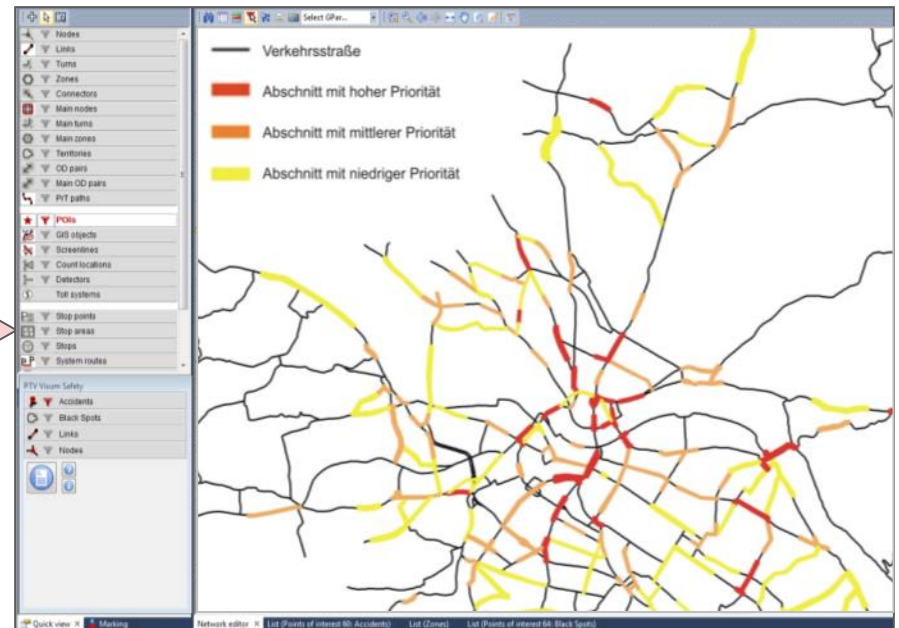 Select GPar...
Nodes
Links
Turns
Zones
Connectors
Main nodes
Main turns
Main zones
Territories
OD pairs
Main OD pairs
PrT paths
POIs
GIS objects
Screenlines
Count locations
Detectors
Toll systems
Stop points
Stop areas
Stops
System routes
PTV Visum Safety
Accidents
Black Spots
Links
Nodes
Quick view
Marking
Verkehrsstraße
Abschnitt mit hoher Priorität
Abschnitt mit mittlerer Priorität
Abschnitt mit niedriger Priorität
Network editor
List (Points of interest 60: Accidents)
List (Zones)
List (Points of interest 64: Black Spots)